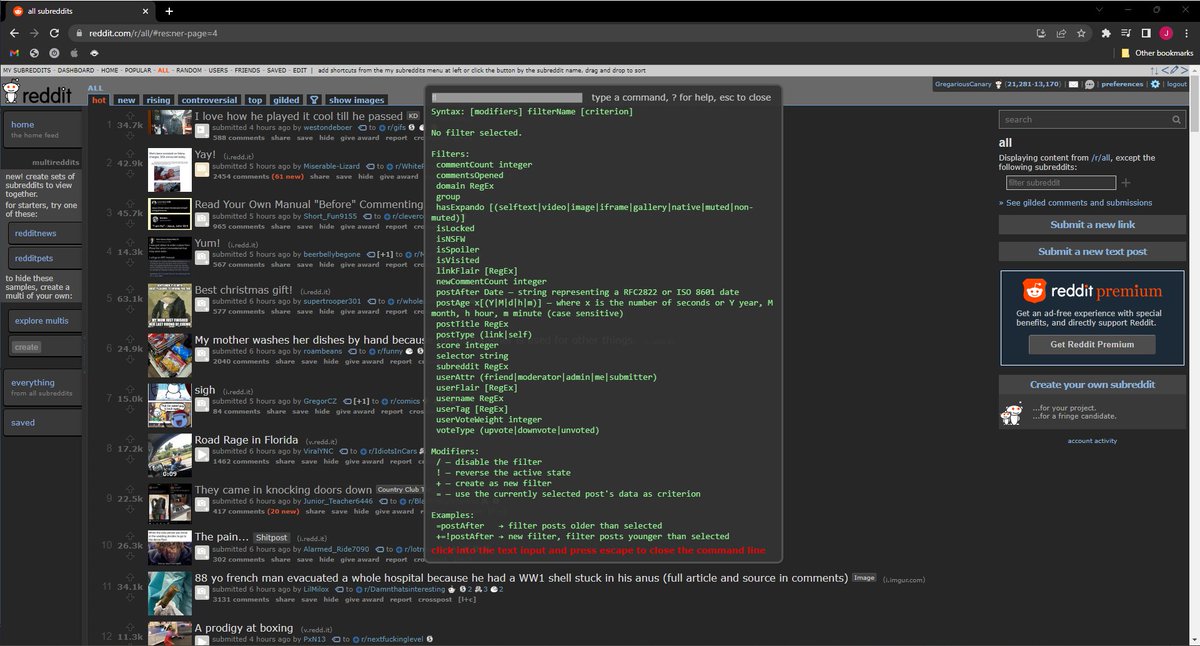 all subreddits
reddit.com/r/all/#res:ner-page=4
Other bookmarks
MY SUBREDDITS - DASHBOARD - HOME - POPULAR - ALL - RANDOM - USERS - FRIENDS - SAVED - EDIT | add shortcuts from the my subreddits menu at left or click the button by the subreddit name, drag and drop to sort
reddit
ALL
hot new rising controversial top gilded show images
GregariousCanary (21,281·13,170) | | preferences | | logout
home
the home feed
multireddits
new! create sets of
subreddits to view
together.
for starters, try one
of these:
redditnews
redditpets
to hide these
samples, create a
multi of your own:
explore multis
create
everything
from all subreddits
saved
1 34.7k I love how he played it cool till he passed KD
submitted 4 hours ago by westondeboer to r/gifs
588 comments share save hide give award report
2 42.9k Yay! (i.redd.it)
submitted 5 hours ago by Miserable-Lizard to
2454 comments (61 new) share save hide give award
3 45.7k Read Your Own Manual "Before" Commenting
submitted 5 hours ago by Short_Fun9155 to
965 comments share save hide give award report
4 14.3k Yum! (i.redd.it)
submitted 5 hours ago by beerbellybegone [+1] to
567 comments share save hide give award report
5 63.1k Best christmas gift! (i.redd.it)
submitted 5 hours ago by supertrooper301 to
1130 comments share save hide give award report
6 24.9k My mother washes her dishes by hand
submitted 4 hours ago by roambeans to r/funny
2040 comments share save hide give award report
7 15.0k sigh (i.redd.it)
submitted 5 hours ago by GregorCZ [+1] to r/comics
84 comments share save hide give award report
8 17.2k Road Rage in Florida (v.redd.it)
0:09
submitted 6 hours ago by ViralYNC to r/IdiotsInCars
1462 comments share save hide give award report
9 22.5k They came in knocking doors down Country Club
submitted 6 hours ago by Junior_Teacher6446 to
417 comments (20 new) share save hide give award
10 26.3k The pain... Shitpost (i.redd.it)
submitted 6 hours ago by Alarmed_Ride7090 to
302 comments share save hide give award report
11 34.1k 88 yo french man evacuated a whole hospital because he had a WW1 shell stuck in his anus (full article and source in comments) Image (i.imgur.com)
submitted 6 hours ago by LilMilox to r/Damnthatsinteresting 2 3 2
3131 comments share save hide give award report crosspost [l+c]
12 11.3k A prodigy at boxing (v.redd.it)
submitted 6 hours ago by PxN13 to r/nextfuckinglevel
type a command, ? for help, esc to close
Syntax: [modifiers] filterName [criterion]
No filter selected.
Filters:
commentCount integer
commentsOpened
domain RegEx
group
hasExpando [(selftext|video|image|iframe|gallery|native|muted|non-
muted)]
isLocked
isNSFW
isSpoiler
isVisited
linkFlair [RegEx]
newCommentCount integer
postAfter Date — string representing a RFC2822 or ISO 8601 date
postAge x[(Y|M|d|h|m)] — where x is the number of seconds or Y year, M
month, h hour, m minute (case sensitive)
postTitle RegEx
postType (link|self)
score integer
selector string
subreddit RegEx
userAttr (friend|moderator|admin|me|submitter)
userFlair [RegEx]
username RegEx
userTag [RegEx]
userVoteWeight integer
voteType (upvote|downvote|unvoted)
Modifiers:
/ — disable the filter
! — reverse the active state
+ — create as new filter
= — use the currently selected post's data as criterion
Examples:
=postAfter → filter posts older than selected
+=!postAfter → new filter, filter posts younger than selected
click into the text input and press escape to close the command line
search
all
Displaying content from /r/all, except the
following subreddits:
filter subreddit
» See gilded comments and submissions
Submit a new link
Submit a new text post
reddit premium
Get an ad-free experience with special
benefits, and directly support Reddit.
Get Reddit Premium
Create your own subreddit
...for your project.
...for a fringe candidate.
account activity